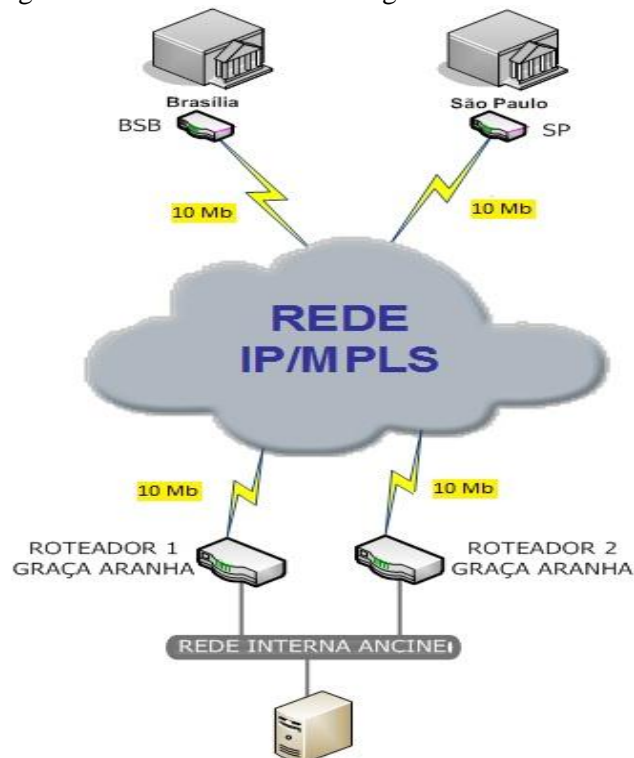 Brasília
São Paulo
BSB
SP
10 Mb
10 Mb
REDE
IP/MPLS
10 Mb
10 Mb
ROTEADOR 1
GRAÇA ARANHA
ROTEADOR 2
GRAÇA ARANHA
REDE INTERNA ANCINE